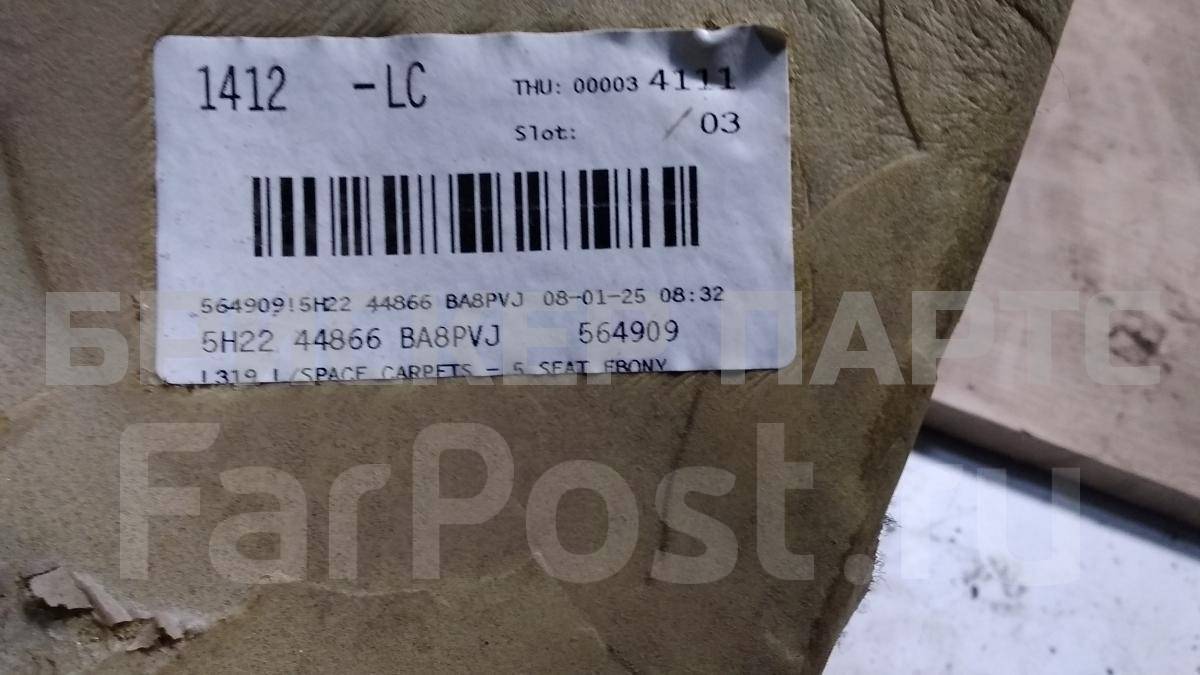 1412 -LC
THU: 00003 4111
Slot: / 03
564909!5H22 44866 BA8PVJ 08-01-25 08:32
5H22 44866 BA8PVJ 564909
L319 L/SPACE CARPETS - 5 SEAT EBONY
ПАРТС
FarPost.ru